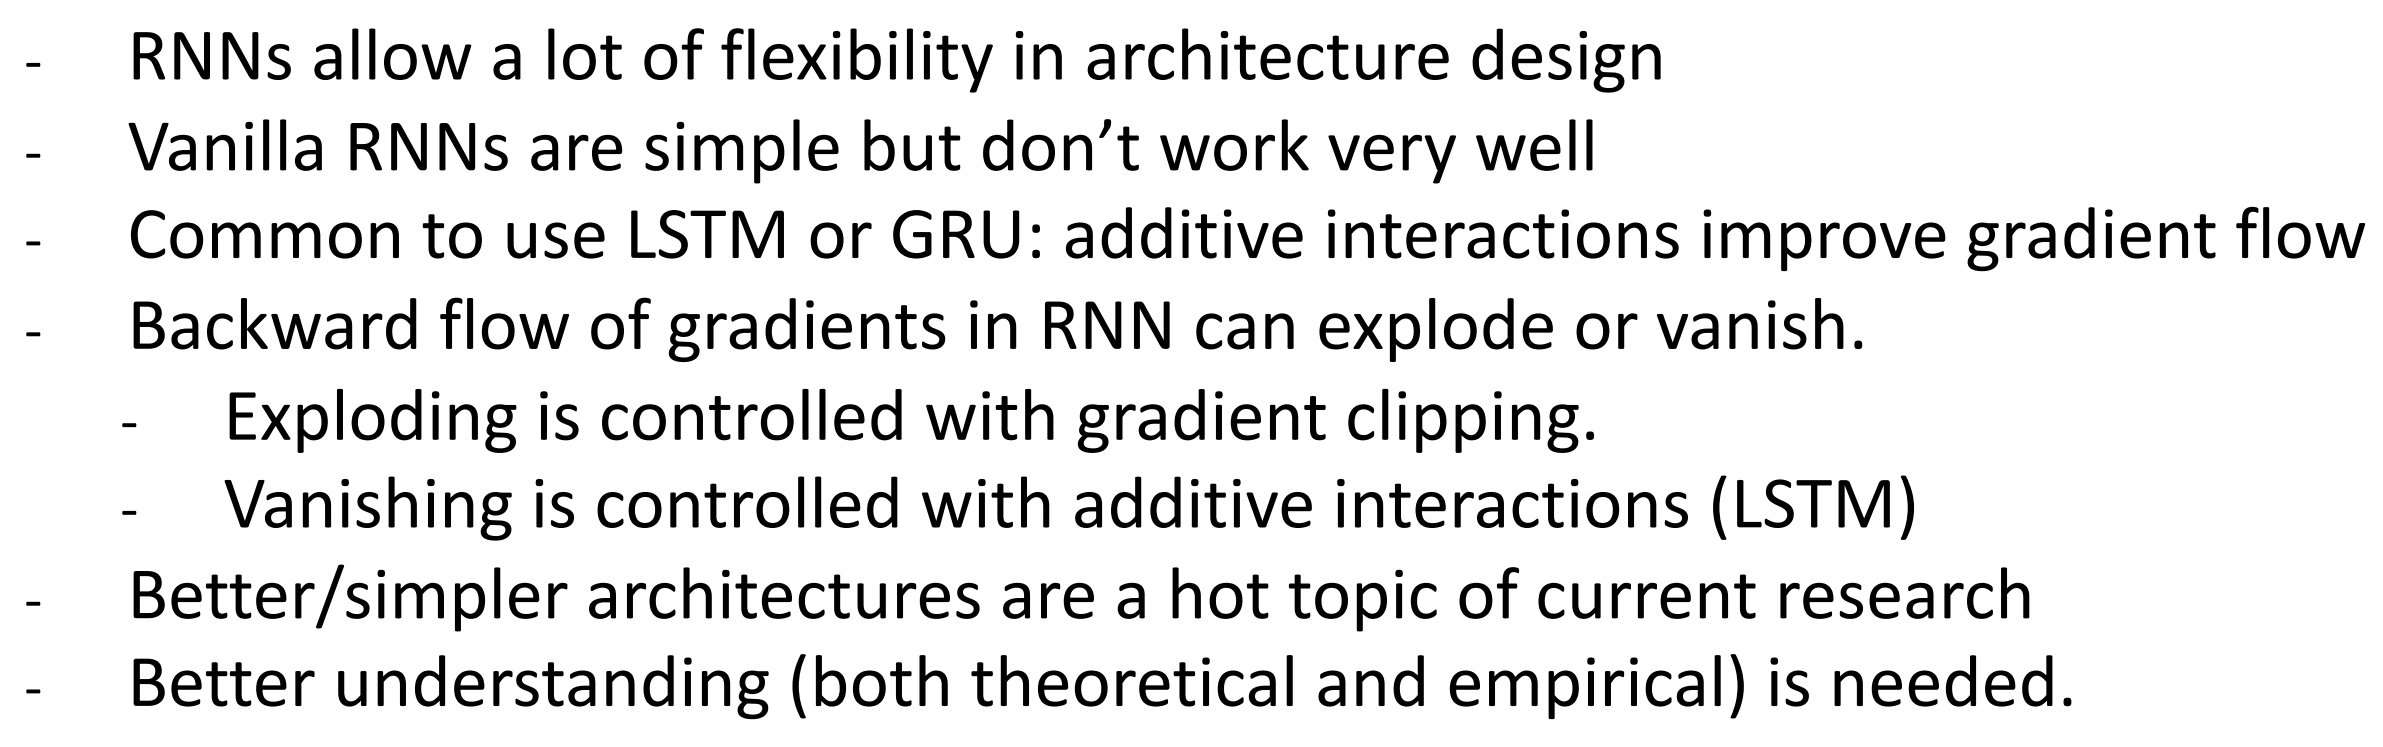 - RNNs allow a lot of flexibility in architecture design
- Vanilla RNNs are simple but don’t work very well
- Common to use LSTM or GRU: additive interactions improve gradient flow
- Backward flow of gradients in RNN can explode or vanish.
- Exploding is controlled with gradient clipping.
- Vanishing is controlled with additive interactions (LSTM)
- Better/simpler architectures are a hot topic of current research
- Better understanding (both theoretical and empirical) is needed.